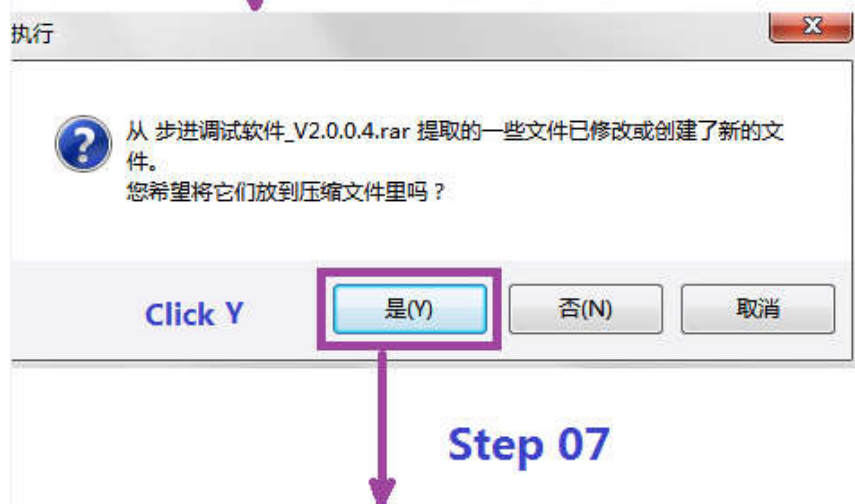 执行
从 步进调试软件_V2.0.0.4.rar 提取的一些文件已修改或创建了新的文
件。
您希望将它们放到压缩文件里吗？
Click Y
是(Y)
否(N)
取消
Step 07